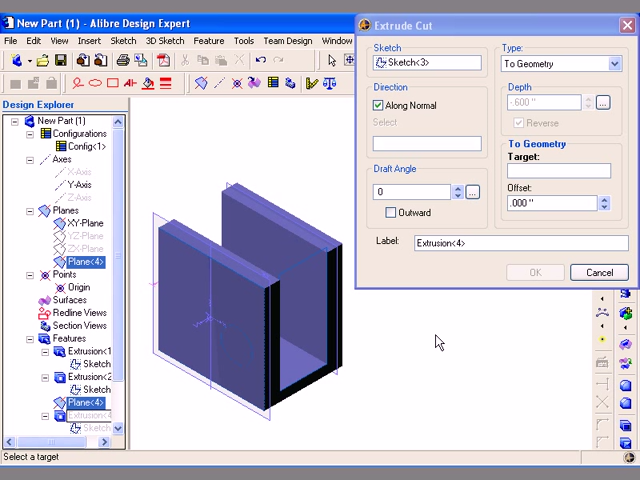 New Part (1) - Alibre Design Expert
File Edit View Insert Sketch 3D Sketch Feature Tools Team Design Window
Design Explorer
New Part (1)
Configurations
Config<1>
Axes
X-Axis
Y-Axis
Z-Axis
Planes
XY-Plane
YZ-Plane
ZX-Plane
Plane<4>
Points
Origin
Surfaces
Redline Views
Section Views
Features
Extrusion<1
Sketch
Extrusion<2
Sketch
Plane<4>
Extrusion<4
Sketch
Select a target
Extrude Cut
Sketch
Sketch<3>
Direction
Along Normal
Select
Draft Angle
0
...
Outward
Type:
To Geometry
Depth
-.600 "
...
Reverse
To Geometry
Target:
Offset:
.000 "
Label:
Extrusion<4>
OK
Cancel